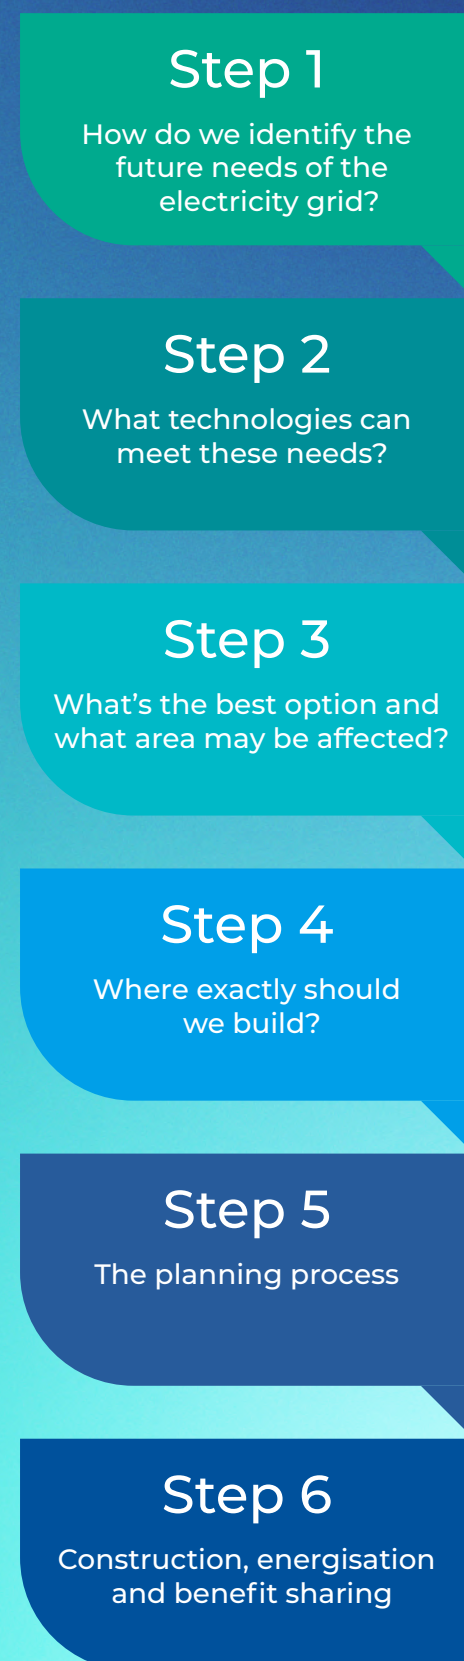 Step 1
How do we identify the
future needs of the
electricity grid?
Step 2
What technologies can
meet these needs?
Step 3
What’s the best option and
what area may be affected?
Step 4
Where exactly should
we build?
Step 5
The planning process
Step 6
Construction, energisation
and benefit sharing